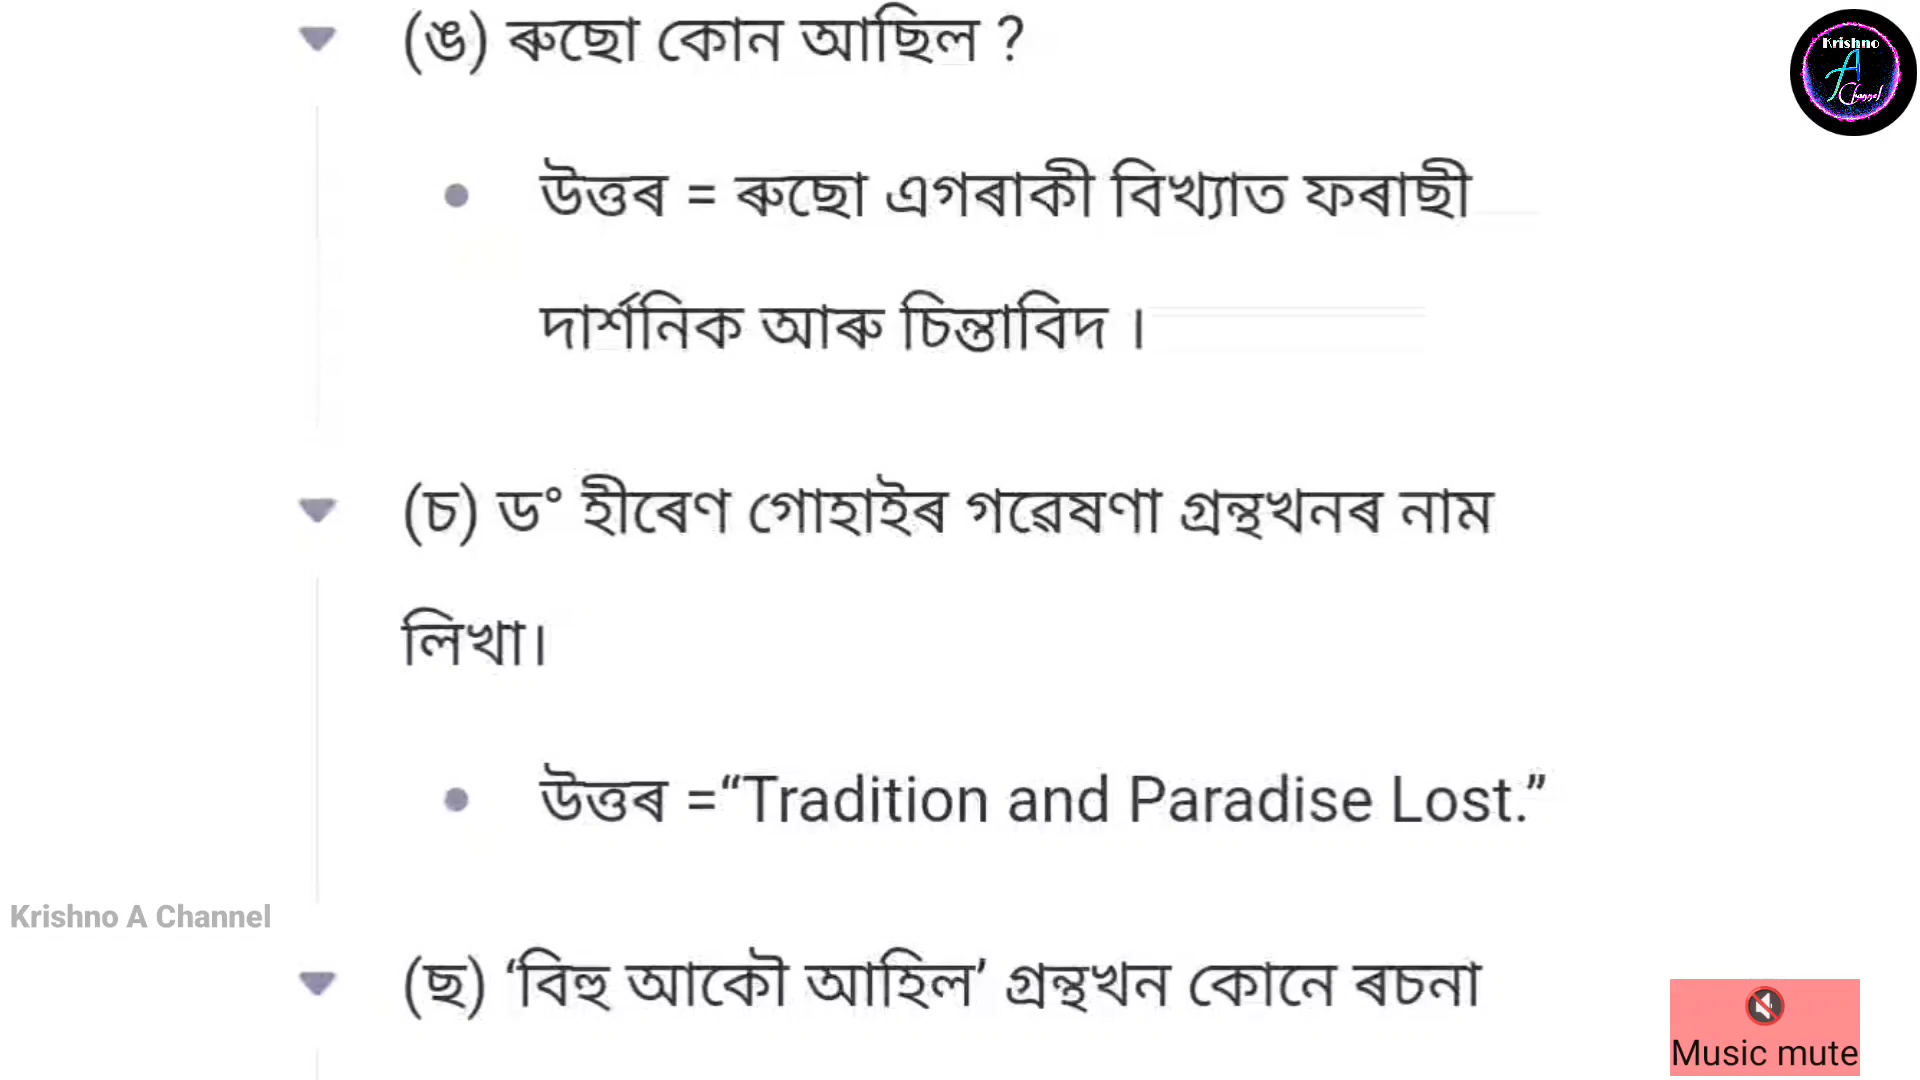 (ঙ) ৰুছো কোন আছিল ?
Krishno
A
Channel
উত্তৰ = ৰুছো এগৰাকী বিখ্যাত ফৰাছী
দাৰ্শনিক আৰু চিন্তাবিদ ।
(চ) ড° হীৰেণ গোহাইৰ গৱেষণা গ্ৰন্থখনৰ নাম
লিখা।
উত্তৰ =“Tradition and Paradise Lost.”
Krishno A Channel
(ছ) ‘বিহু আকৌ আহিল’ গ্ৰন্থখন কোনে ৰচনা
Music mute